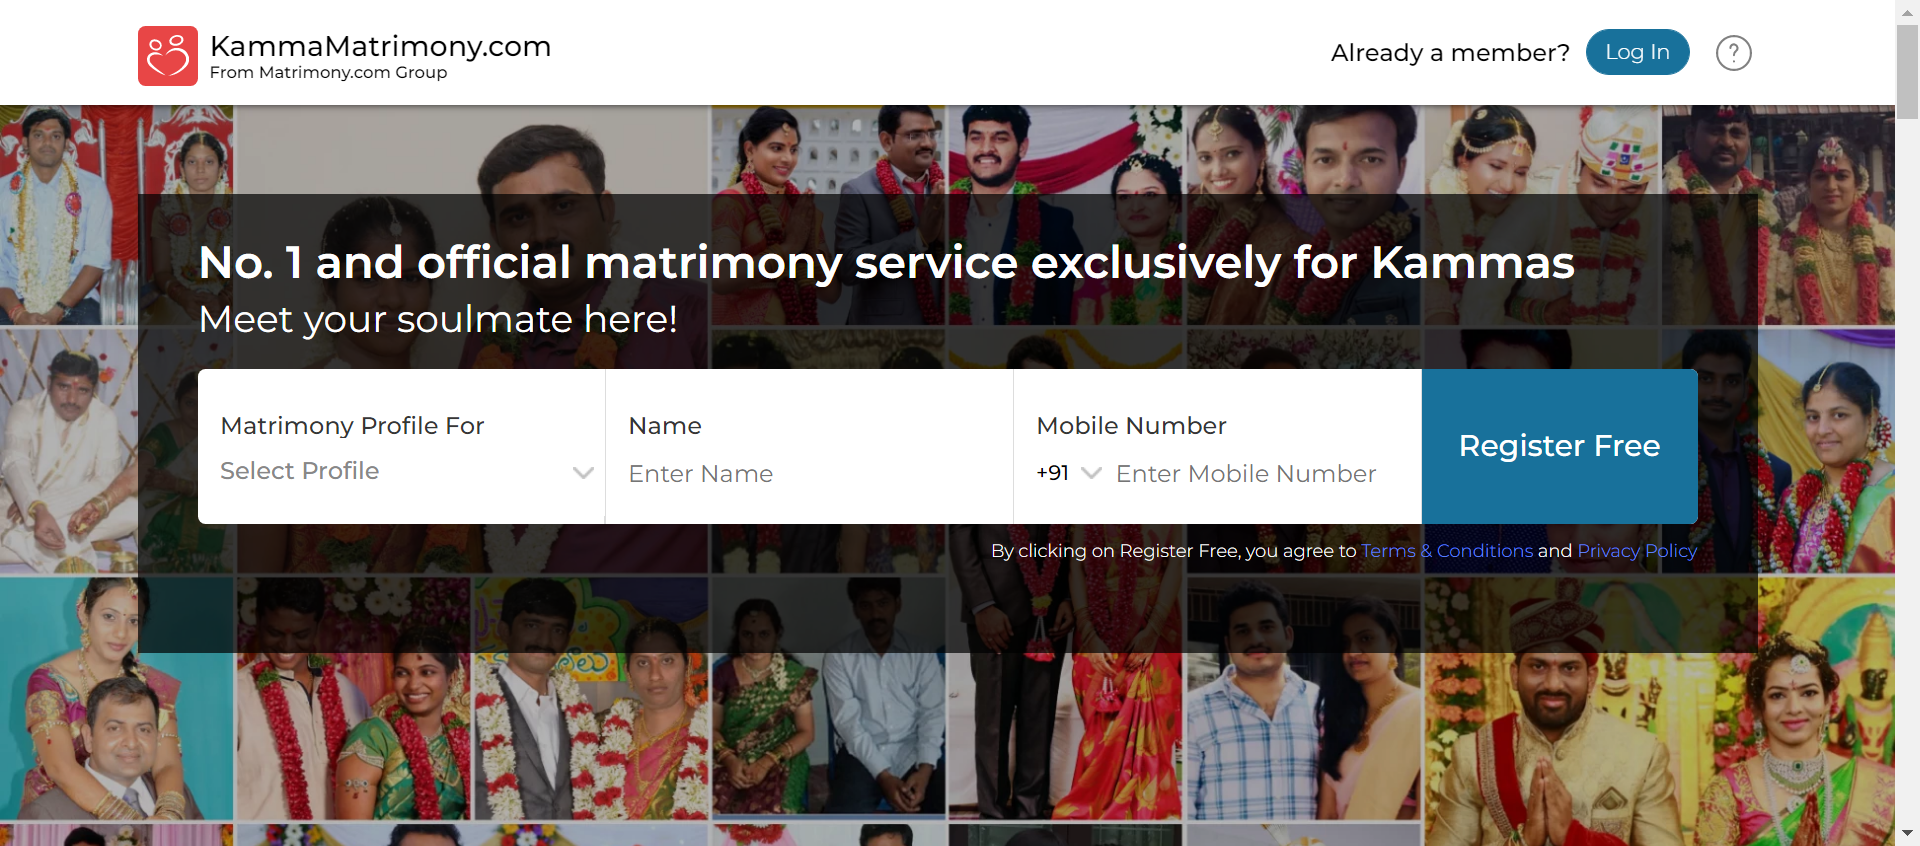 KammaMatrimony.com
From Matrimony.com Group
Already a member?
Log In
?
No. 1 and official matrimony service exclusively for Kammas
Meet your soulmate here!
Matrimony Profile For
Select Profile
Name
Enter Name
Mobile Number
+91
Enter Mobile Number
Register Free
By clicking on Register Free, you agree to Terms & Conditions and Privacy Policy